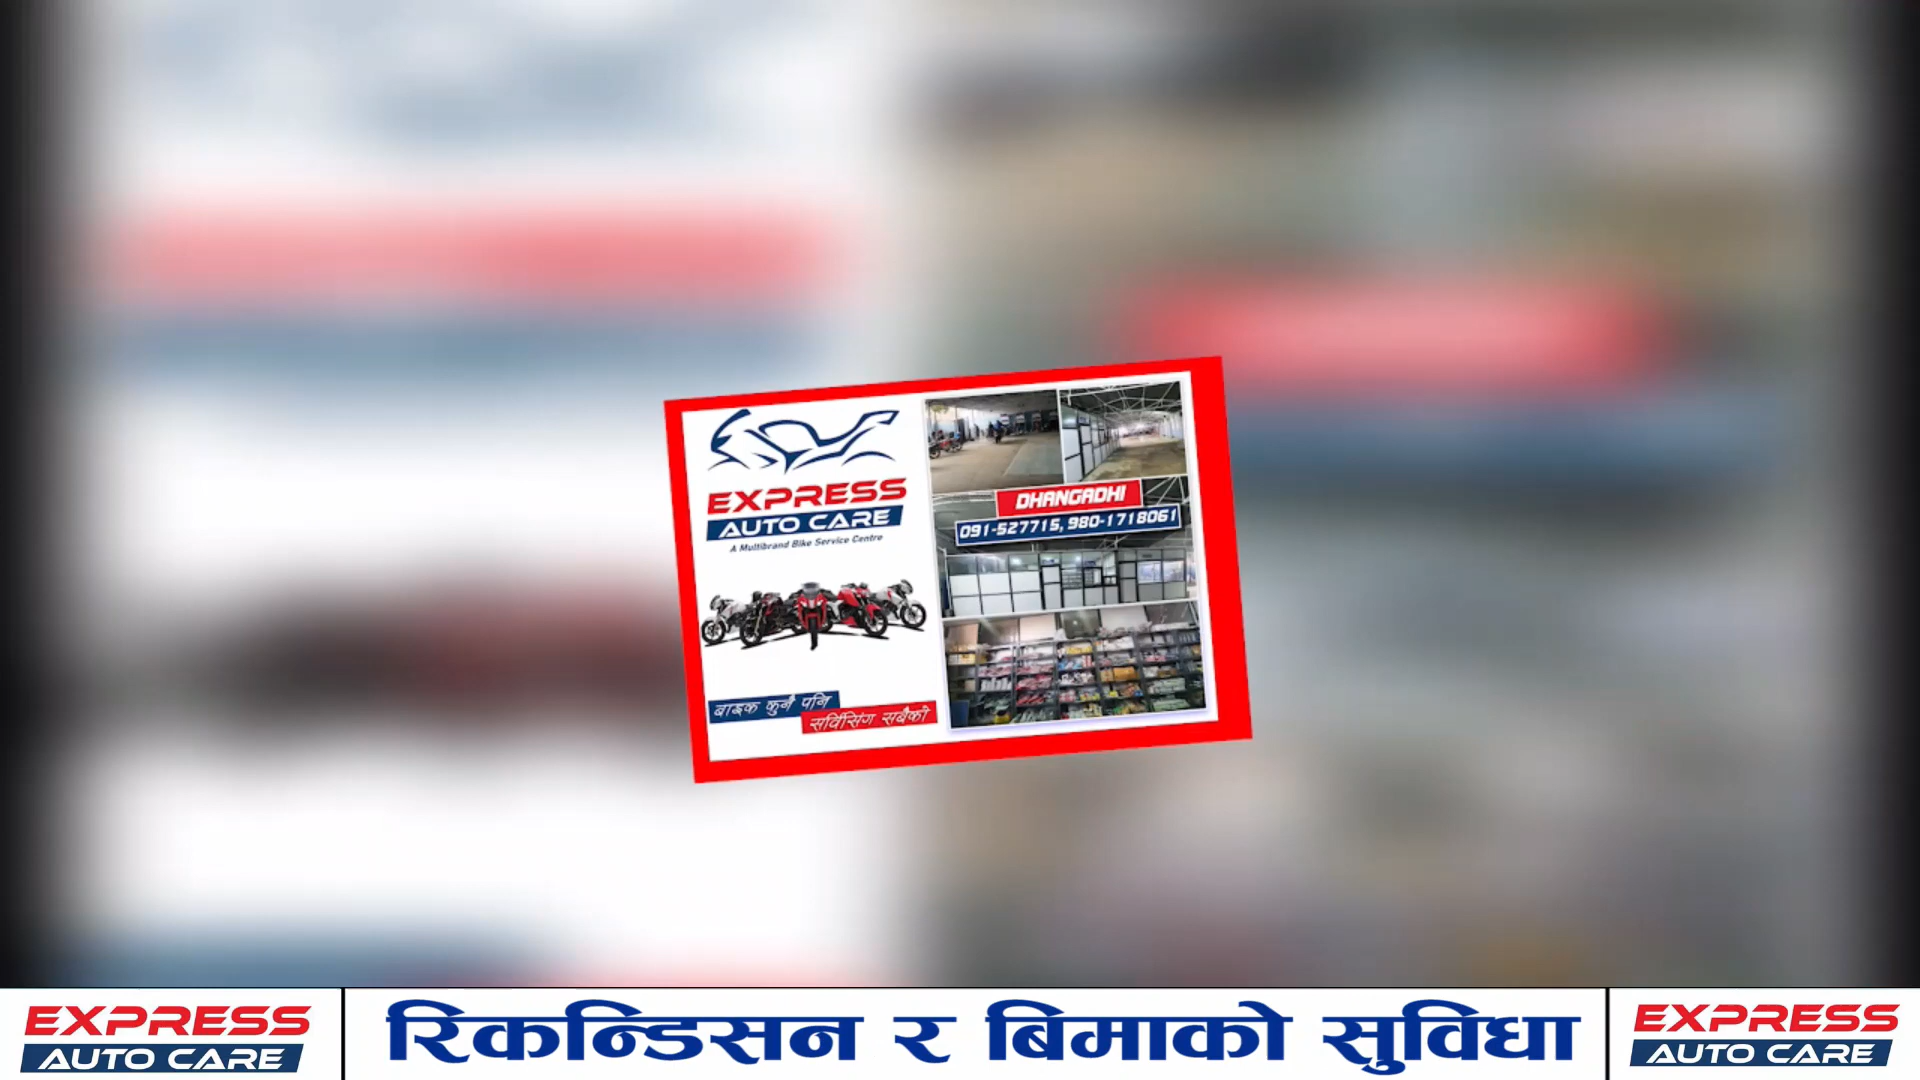 EXPRESS
AUTO CARE
A Multibrand Bike Service Centre
DHANGADHI
091-527715, 980-1718061
बाइक कुनै पनि
सर्विसिंग सबैको
EXPRESS
AUTO CARE
रिकन्डिसन र बिमाको सुविधा
EXPRESS
AUTO CARE